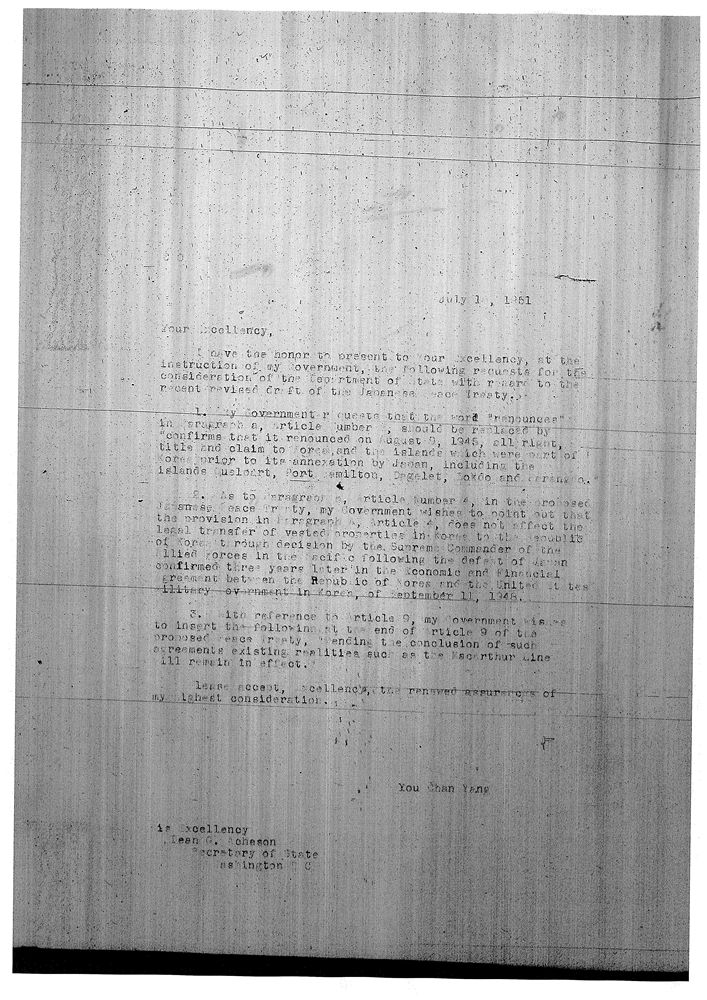 July 1 , 1951
Your Excellency,
I have the honor to present to Your Excellency, at the
instruction of my Government, the following requests for the
consideration of the Department of State with regard to the
recent revised draft of the Japanese Peace Treaty.
1. My Government requests that the word "renounces"
in Paragraph a, Article Number , should be replaced by
"confirms that it renounced on August 9, 1945, all right,
title and claim to Korea and the islands which were part of
Korea prior to its annexation by Japan, including the
islands Quelpart, Port Hamilton, Dagelet, Dokdo and Parangdo.
2. As to Paragraph a, Article Number 4, in the proposed
Japanese Peace Treaty, my Government wishes to point out that
the provision in Paragraph A, Article 4, does not affect the
legal transfer of vested properties in Korea to the Republic
of Korea through decision by the Supreme Commander of the
Allied Forces in the Pacific following the defeat of Japan
confirmed three years later in the Economic and Financial
Agreement between the Republic of Korea and the United States
Military Government in Korea, of September 11, 1948.
3. With reference to Article 9, my Government wishes
to insert the following at the end of Article 9 of the
proposed Peace Treaty, "Pending the conclusion of such
agreements existing realities such as the MacArthur Line
will remain in effect."
Please accept, Excellency, the renewed assurances of
my highest consideration.
You Chan Yang
His Excellency
Dean G. Acheson
Secretary of State
Washington D C